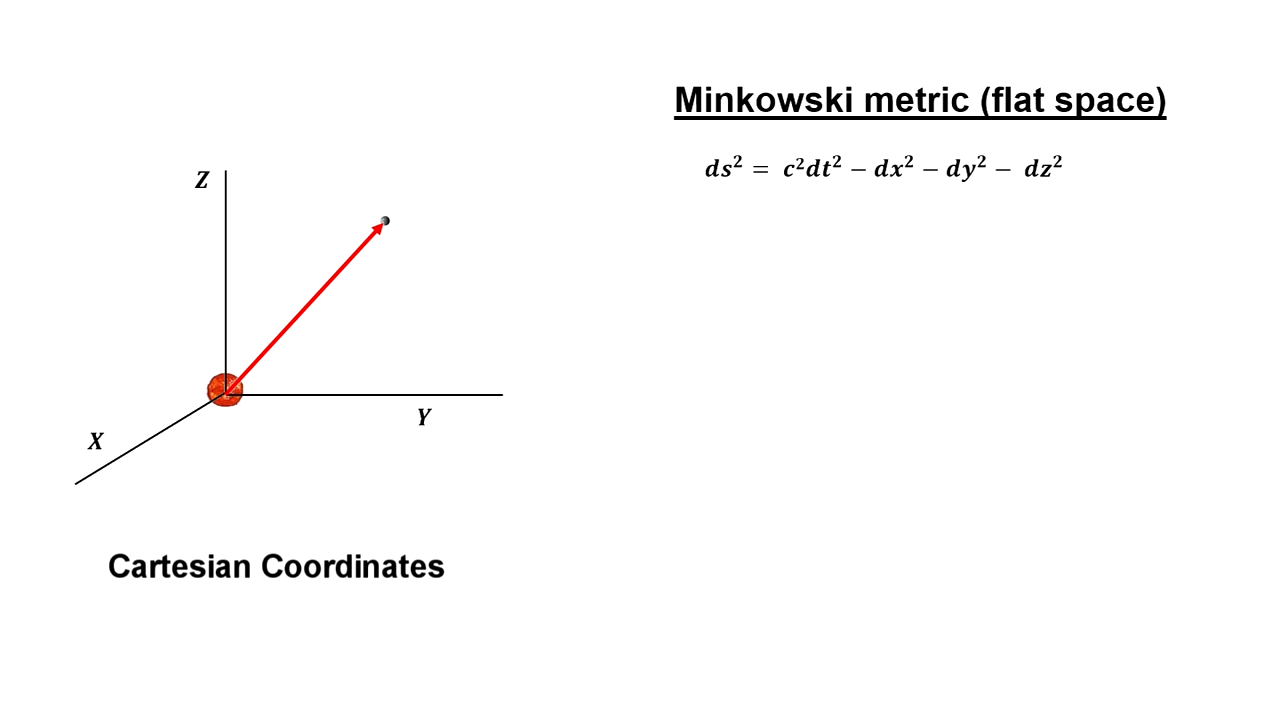 Minkowski metric (flat space)
ds² = c²dt² − dx² − dy² − dz²
Z
Y
X
Cartesian Coordinates